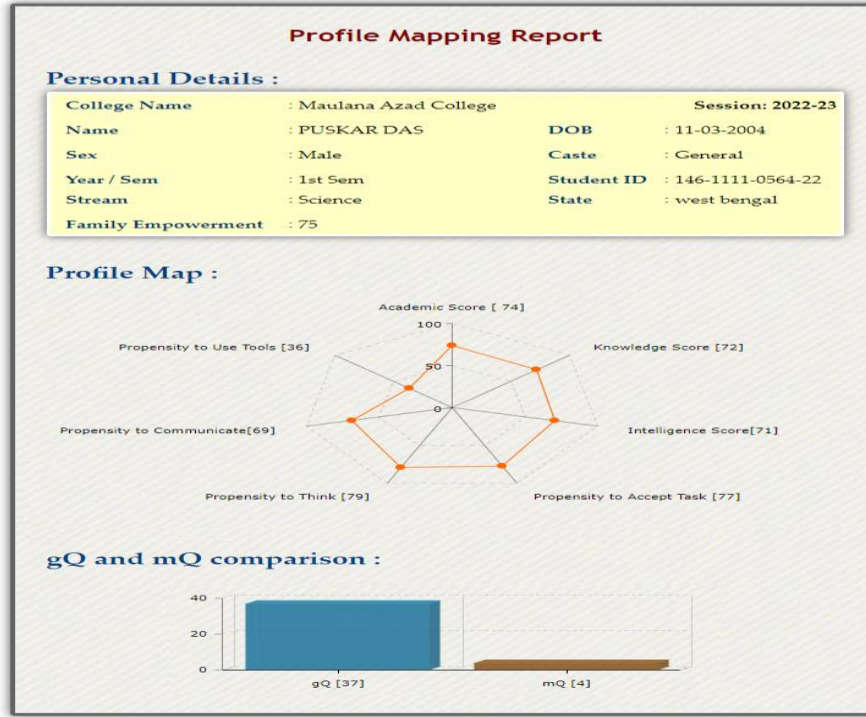 Profile Mapping Report
Personal Details :
College Name : Maulana Azad College Session: 2022-23
Name : PUSKAR DAS DOB : 11-03-2004
Sex : Male Caste : General
Year / Sem : 1st Sem Student ID : 146-1111-0564-22
Stream : Science State : west bengal
Family Empowerment : 75
Profile Map :
Academic Score [ 74]
100
Propensity to Use Tools [36] Knowledge Score [72]
50
0
Propensity to Communicate[69] Intelligence Score[71]
Propensity to Think [79] Propensity to Accept Task [77]
gQ and mQ comparison :
40
20
0
gQ [37] mQ [4]